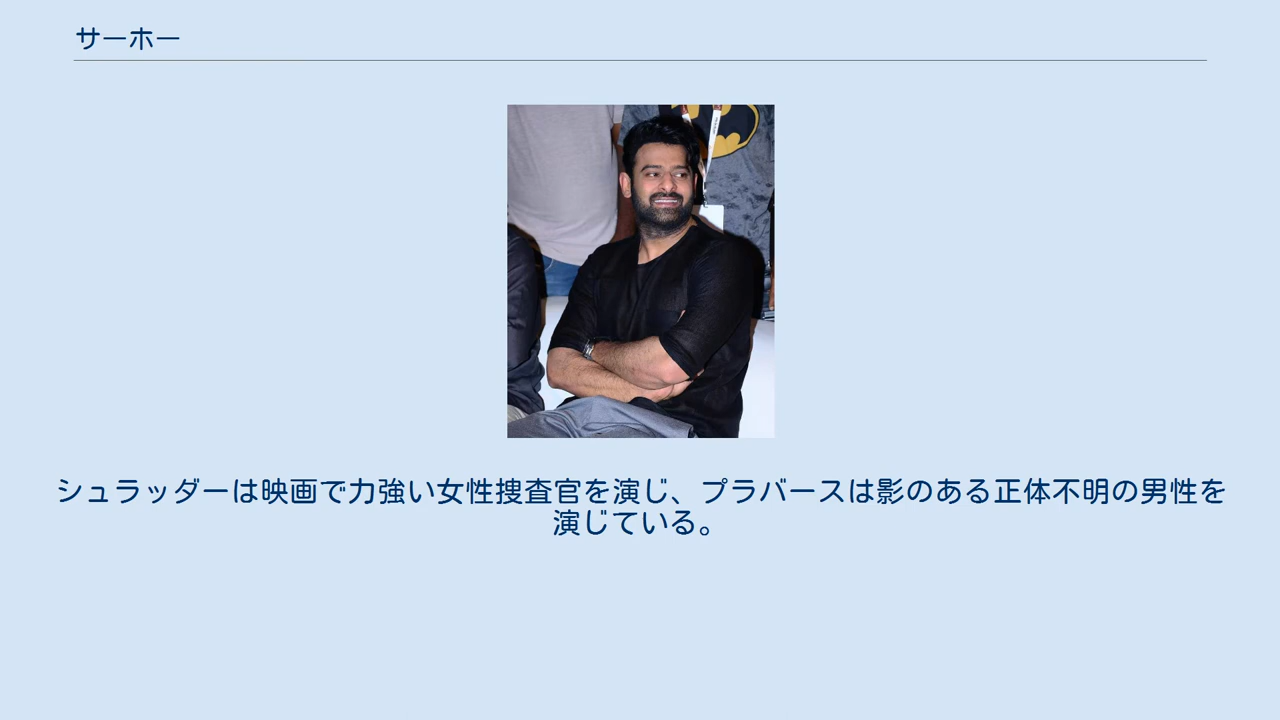 サーホー
シュラッダーは映画で力強い女性捜査官を演じ、プラバースは影のある正体不明の男性を
演じている。